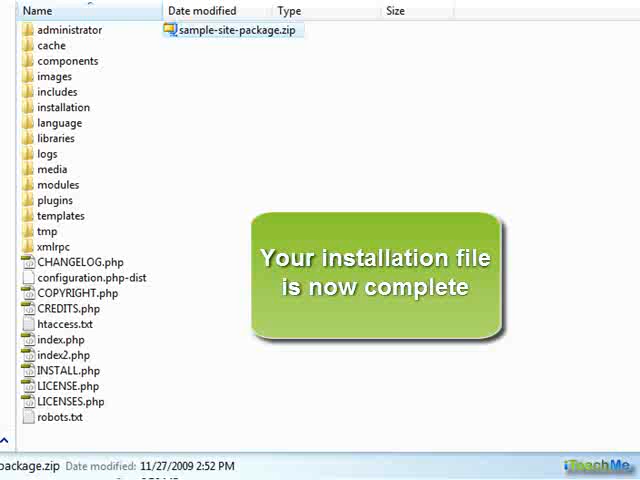 Name Date modified Type Size
administrator sample-site-package.zip
cache
components
images
includes
installation
language
libraries
logs
media
modules
plugins
templates
tmp
xmlrpc
CHANGELOG.php
configuration.php-dist
COPYRIGHT.php
CREDITS.php
htaccess.txt
index.php
index2.php
INSTALL.php
LICENSE.php
LICENSES.php
robots.txt
Your installation file
is now complete
package.zip Date modified: 11/27/2009 2:52 PM
iTeachMe